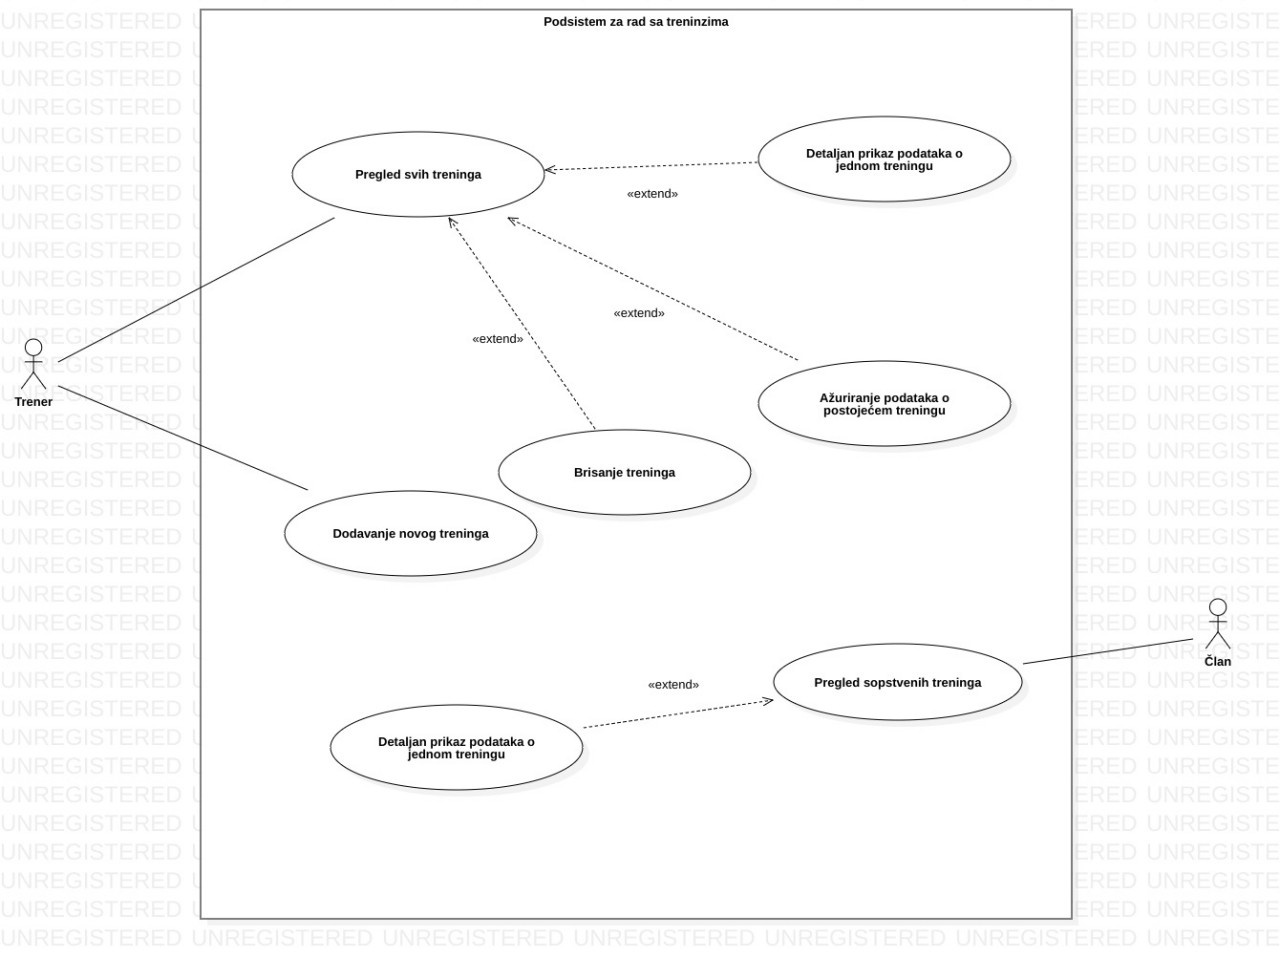 Podsistem za rad sa treninzima
Pregled svih treninga
Detaljan prikaz podataka o
jednom treningu
«extend»
«extend»
«extend»
Trener
Ažuriranje podataka o
postojećem treningu
Brisanje treninga
Dodavanje novog treninga
Član
Pregled sopstvenih treninga
«extend»
Detaljan prikaz podataka o
jednom treningu
UNREGISTERED UNREGISTERED UNREGISTERED UNREGISTERED UNREGISTERED UNREGISTERED UNREGISTE